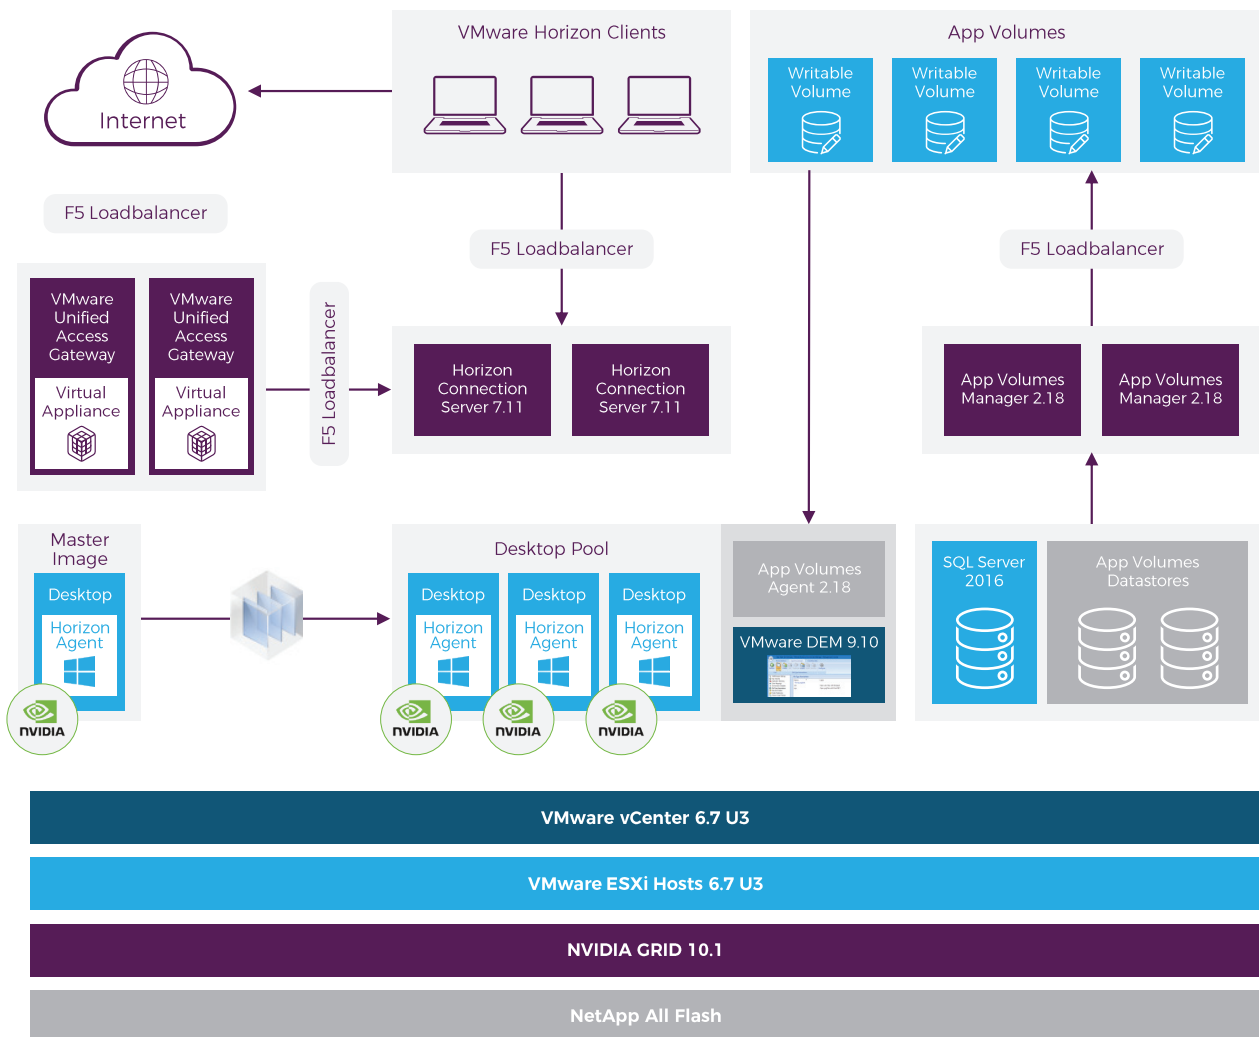 VMware Horizon Clients
App Volumes
Internet
Writable
Volume
Writable
Volume
Writable
Volume
Writable
Volume
F5 Loadbalancer
F5 Loadbalancer
F5 Loadbalancer
VMware
Unified
Access
Gateway
Virtual
Appliance
VMware
Unified
Access
Gateway
Virtual
Appliance
F5 Loadbalancer
Horizon
Connection
Server 7.11
Horizon
Connection
Server 7.11
App Volumes
Manager 2.18
App Volumes
Manager 2.18
Master
Image
Desktop
Horizon
Agent
NVIDIA
Desktop Pool
Desktop
Horizon
Agent
NVIDIA
Desktop
Horizon
Agent
NVIDIA
Desktop
Horizon
Agent
NVIDIA
App Volumes
Agent 2.18
VMware DEM 9.10
SQL Server
2016
App Volumes
Datastores
VMware vCenter 6.7 U3
VMware ESXi Hosts 6.7 U3
NVIDIA GRID 10.1
NetApp All Flash